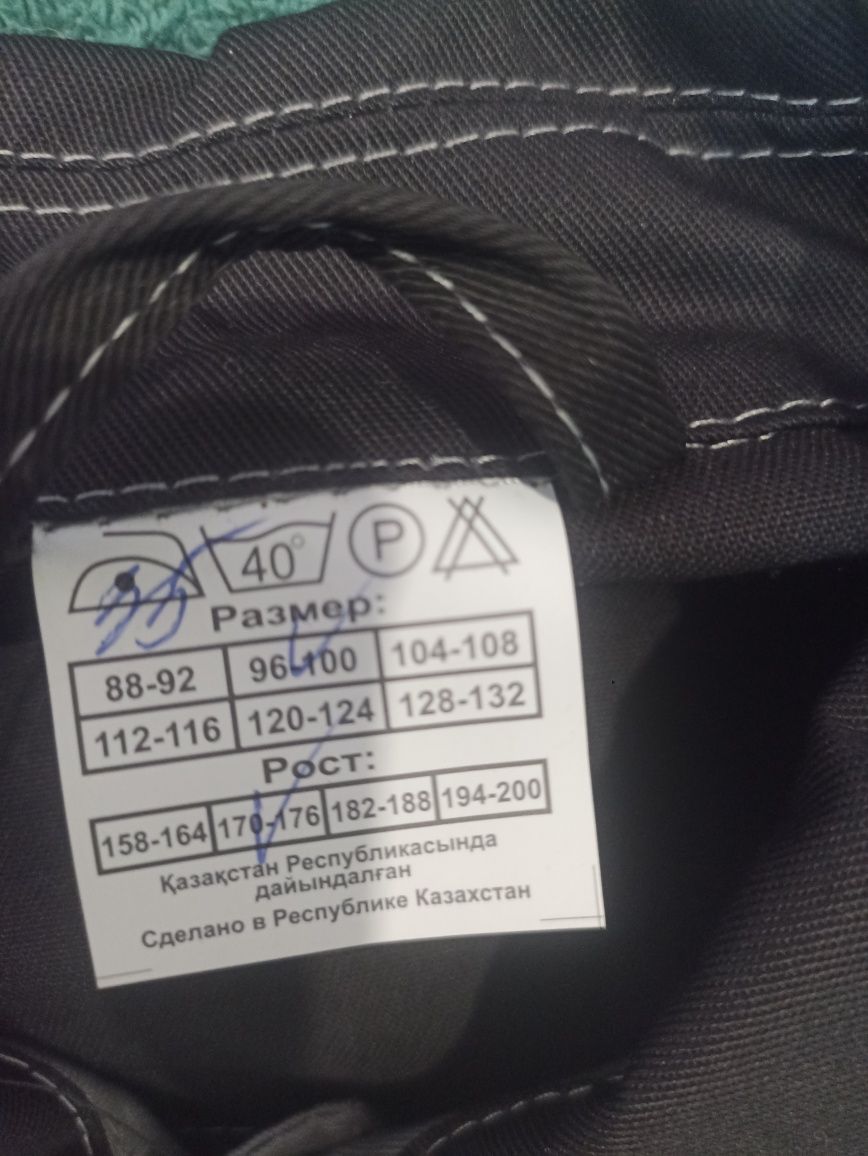 40° P
Размер:
88-92 96-100 104-108
112-116 120-124 128-132
Рост:
158-164 170-176 182-188 194-200
Қазақстан Республикасында
дайындалған
Сделано в Республике Казахстан